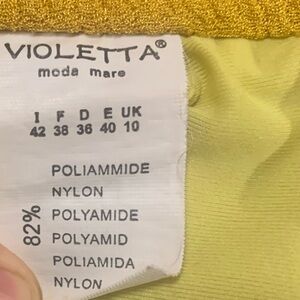 VIOLETTA®
moda mare
I F D E UK
42 38 36 40 10
POLIAMMIDE
NYLON
82% POLYAMIDE
POLYAMID
POLIAMIDA
NYLON